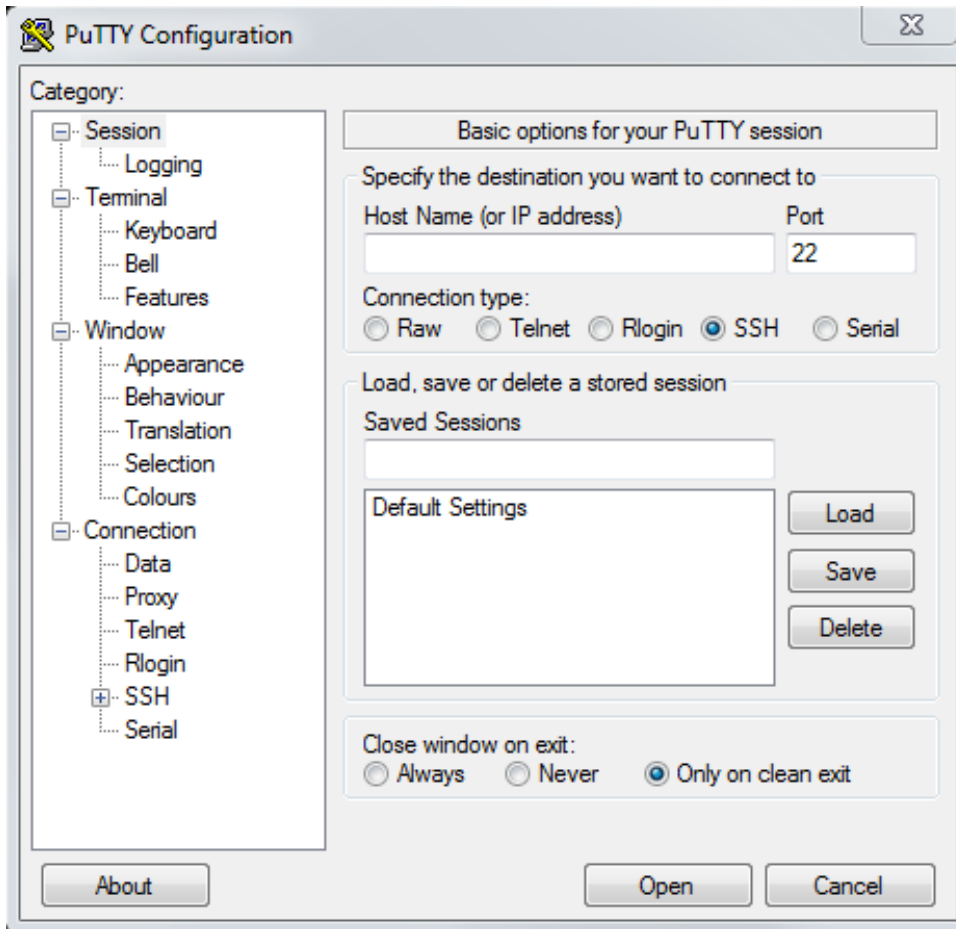 PuTTY Configuration
Category:
Session
Logging
Terminal
Keyboard
Bell
Features
Window
Appearance
Behaviour
Translation
Selection
Colours
Connection
Data
Proxy
Telnet
Rlogin
SSH
Serial
Basic options for your PuTTY session
Specify the destination you want to connect to
Host Name (or IP address) Port
22
Connection type:
Raw Telnet Rlogin SSH Serial
Load, save or delete a stored session
Saved Sessions
Default Settings
Load
Save
Delete
Close window on exit:
Always Never Only on clean exit
About Open Cancel